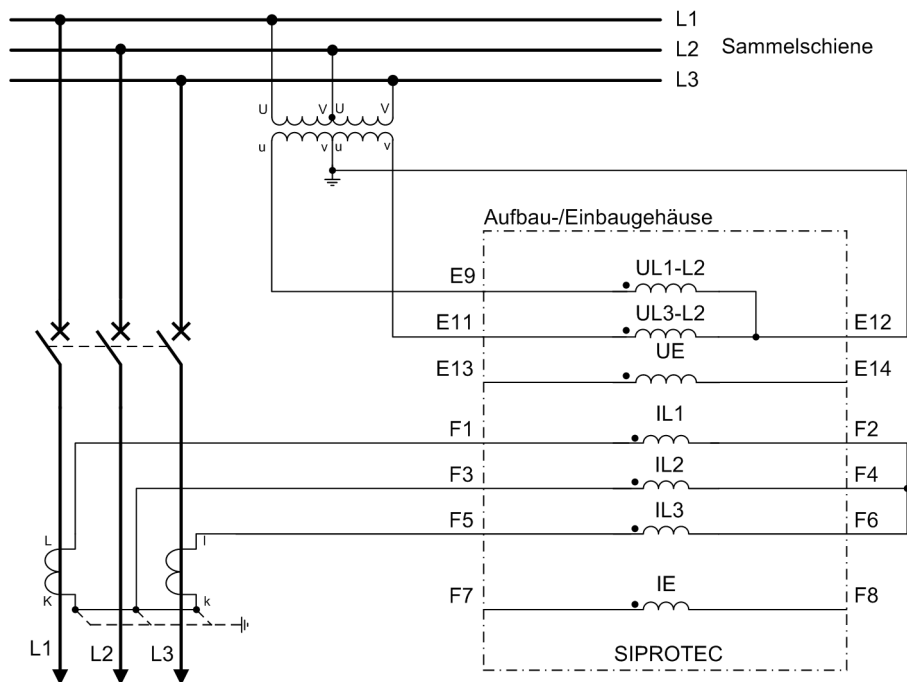 L1
L2 Sammelschiene
L3
U V U V
u v u v
Aufbau-/Einbaugehäuse
E9 UL1-L2
E11 UL3-L2 E12
E13 UE E14
F1 IL1 F2
F3 IL2 F4
F5 IL3 F6
L l
K k
F7 IE F8
L1 L2 L3
SIPROTEC